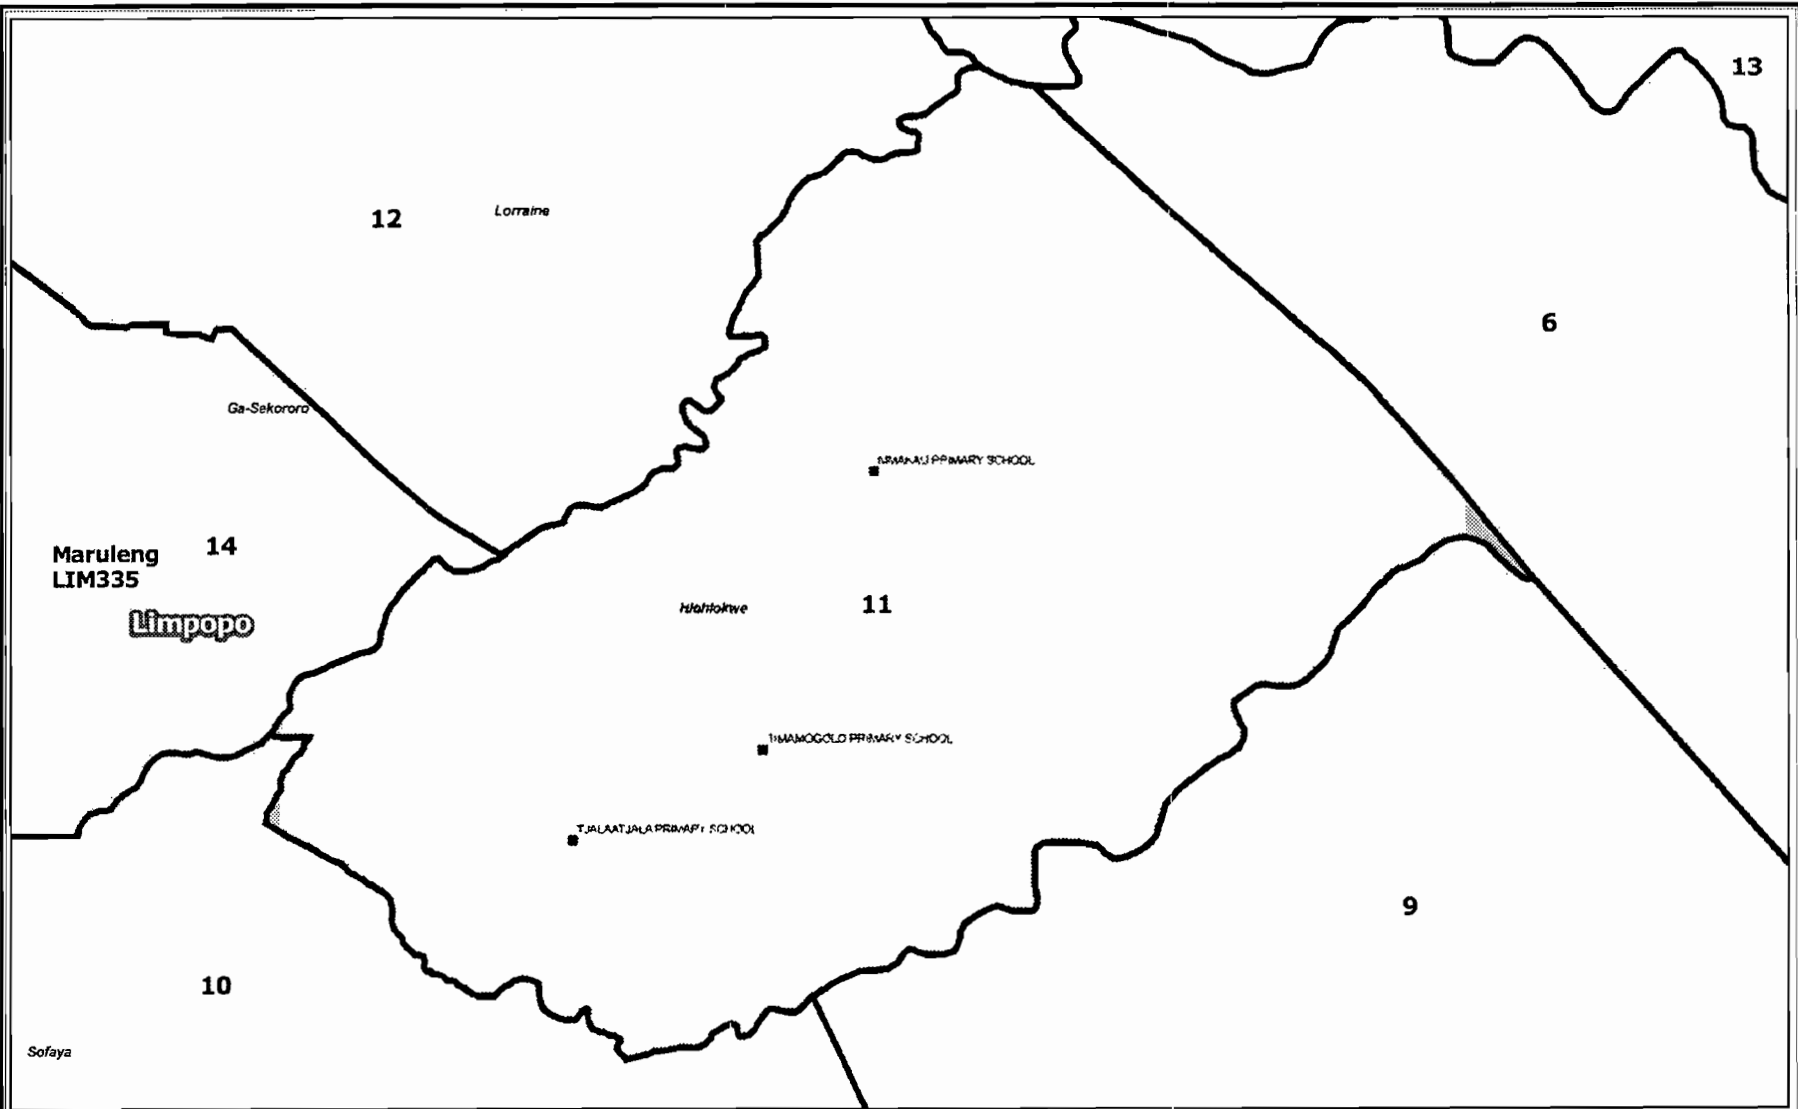 13
12
Lorraine
6
Ga-Sekororo
PRIMARY SCHOOL
14
Maruleng
LIM335
Limpopo
11
PRIMARY SCHOOL
TJALAATJALA PRIMARY SCHOOL
9
10
Sofaya